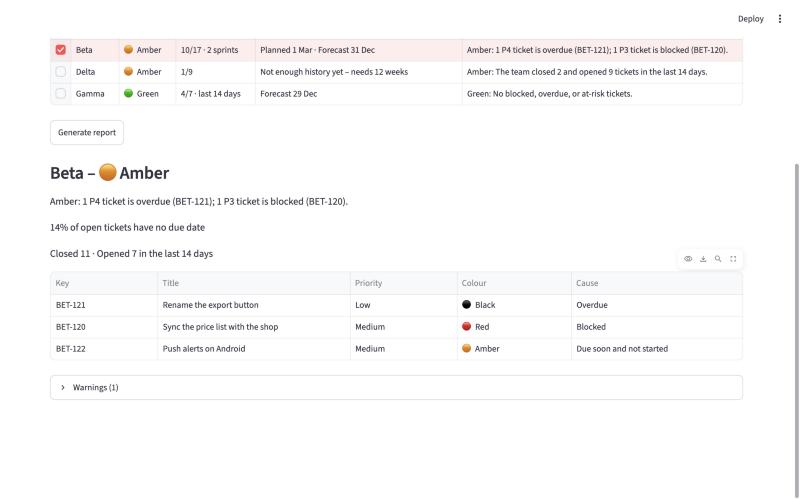 Deploy
Beta Amber 10/17 · 2 sprints Planned 1 Mar · Forecast 31 Dec Amber: 1 P4 ticket is overdue (BET-121); 1 P3 ticket is blocked (BET-120).
Delta Amber 1/9 Not enough history yet – needs 12 weeks Amber: The team closed 2 and opened 9 tickets in the last 14 days.
Gamma Green 4/7 · last 14 days Forecast 29 Dec Green: No blocked, overdue, or at-risk tickets.
Generate report
Beta – Amber
Amber: 1 P4 ticket is overdue (BET-121); 1 P3 ticket is blocked (BET-120).
14% of open tickets have no due date
Closed 11 · Opened 7 in the last 14 days
Key Title Priority Colour Cause
BET-121 Rename the export button Low Black Overdue
BET-120 Sync the price list with the shop Medium Red Blocked
BET-122 Push alerts on Android Medium Amber Due soon and not started
Warnings (1)